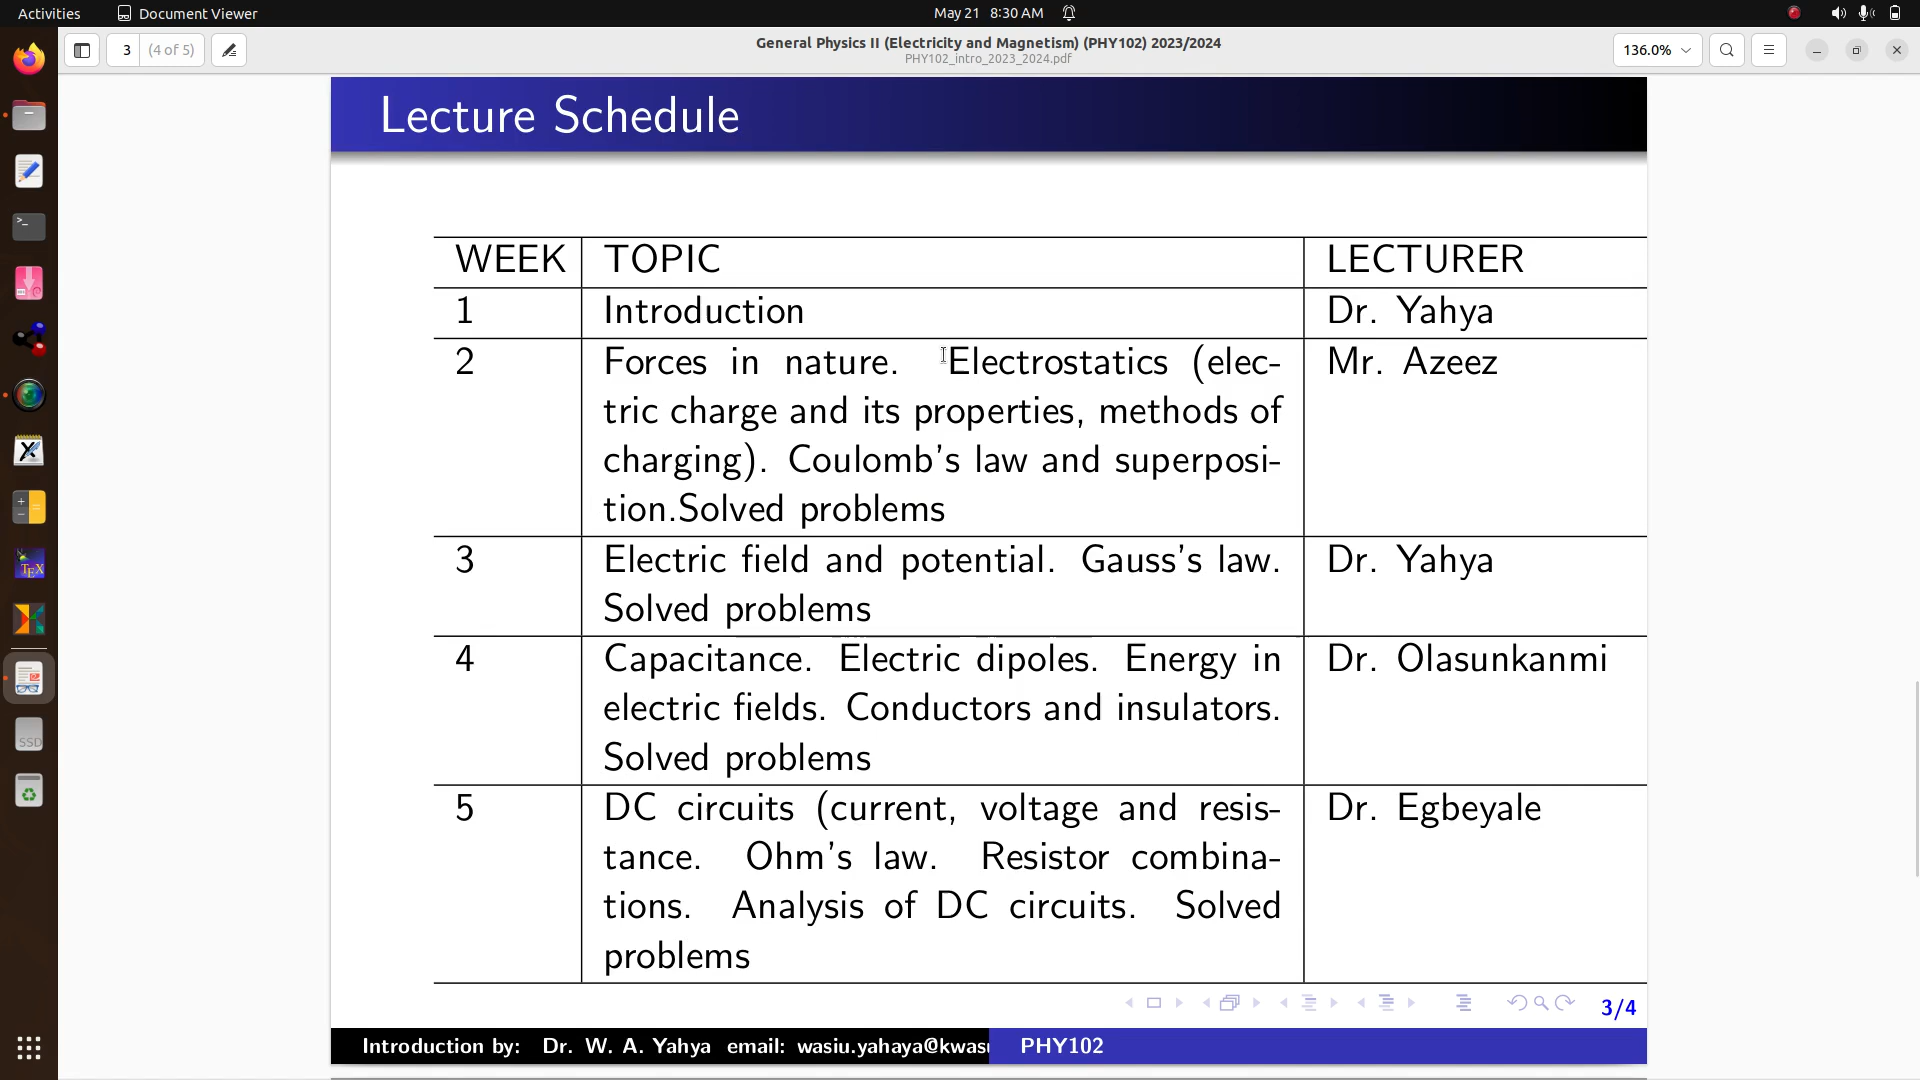 Activities
Document Viewer
May 21 8:30 AM
3
(4 of 5)
General Physics II (Electricity and Magnetism) (PHY102) 2023/2024
PHY102_intro_2023_2024.pdf
136.0%
Lecture Schedule
WEEK TOPIC LECTURER
1 Introduction Dr. Yahya
2 Forces in nature. Electrostatics (elec- Mr. Azeez
tric charge and its properties, methods of
charging). Coulomb's law and superposi-
tion.Solved problems
3 Electric field and potential. Gauss's law. Dr. Yahya
Solved problems
4 Capacitance. Electric dipoles. Energy in Dr. Olasunkanmi
electric fields. Conductors and insulators.
Solved problems
5 DC circuits (current, voltage and resis- Dr. Egbeyale
tance. Ohm's law. Resistor combina-
tions. Analysis of DC circuits. Solved
problems
3/4
Introduction by: Dr. W. A. Yahya email: wasiu.yahaya@kwas
PHY102
SSD
TEX